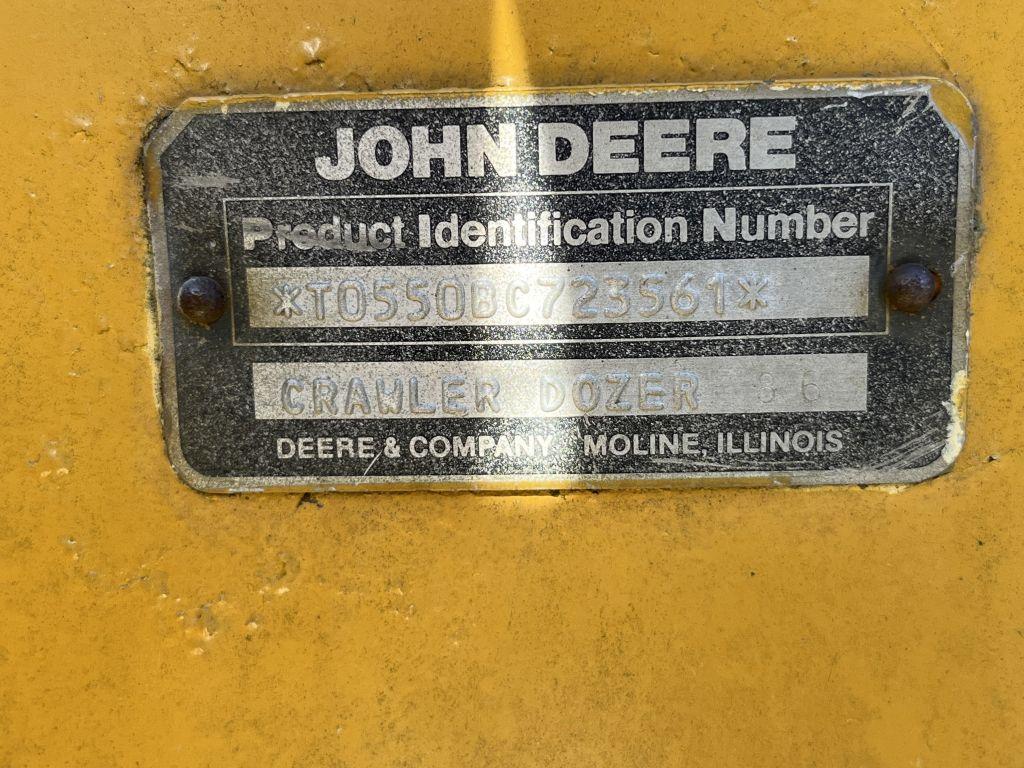 JOHN DEERE
Product Identification Number
*T0550BC723561*
CRAWLER DOZER 86
DEERE & COMPANY MOLINE, ILLINOIS